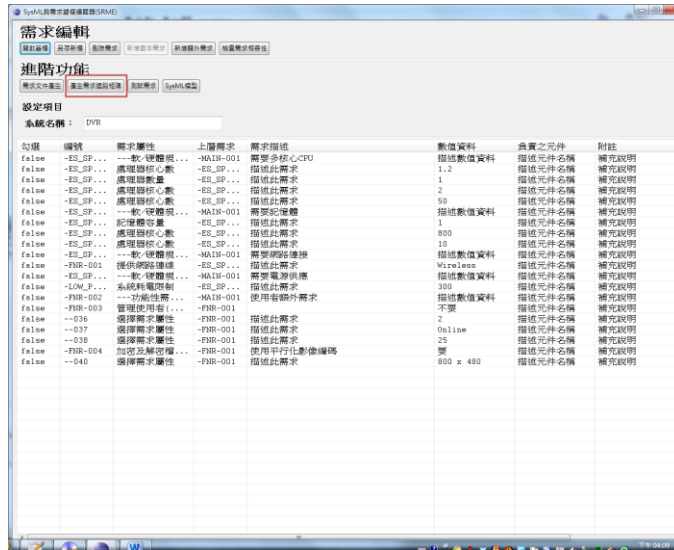 SysML與需求雛模編輯器(SRME)
需求編輯
開啟舊檔 另存新檔 刪除需求 新增基本需求 新增額外需求 檢查需求相容性
進階功能
需求文件產生 產生需求追朔矩陣 測試需求 SysML模型
設定項目
系統名稱： DVR
勾選 編號 需求屬性 上層需求 需求描述 數值資料 負責之元件 附註
false -ES_SP... ---軟/硬體規... -MAIN-001 需要多核心CPU 描述數值資料 描述元件名稱 補充說明
false -ES_SP... 處理器核心數 -ES_SP... 描述此需求 1.2 描述元件名稱 補充說明
false -ES_SP... 處理器數量 -ES_SP... 描述此需求 1 描述元件名稱 補充說明
false -ES_SP... 處理器核心數 -ES_SP... 描述此需求 2 描述元件名稱 補充說明
false -ES_SP... 處理器核心數 -ES_SP... 描述此需求 50 描述元件名稱 補充說明
false -ES_SP... ---軟/硬體規... -MAIN-001 需要記憶體 描述數值資料 描述元件名稱 補充說明
false -ES_SP... 記憶體容量 -ES_SP... 描述此需求 1 描述元件名稱 補充說明
false -ES_SP... 處理器核心數 -ES_SP... 描述此需求 800 描述元件名稱 補充說明
false -ES_SP... 處理器核心數 -ES_SP... 描述此需求 10 描述元件名稱 補充說明
false -ES_SP... ---軟/硬體規... -MAIN-001 需要網路連接 描述數值資料 描述元件名稱 補充說明
false -FNR-001 提供網路連線 -ES_SP... 描述此需求 Wireless 描述元件名稱 補充說明
false -ES_SP... ---軟/硬體規... -MAIN-001 需要電源供應 描述數值資料 描述元件名稱 補充說明
false -LOW_P... 系統耗電限制 -ES_SP... 描述此需求 300 描述元件名稱 補充說明
false -FNR-002 ---功能性需... -MAIN-001 使用者額外需求 描述數值資料 描述元件名稱 補充說明
false -FNR-003 管理使用者(... -FNR-001 不要 描述元件名稱 補充說明
false --036 選擇需求屬性 -FNR-001 描述此需求 2 描述元件名稱 補充說明
false --037 選擇需求屬性 -FNR-001 描述此需求 Online 描述元件名稱 補充說明
false --038 選擇需求屬性 -FNR-001 描述此需求 25 描述元件名稱 補充說明
false -FNR-004 加密及解密檔... -FNR-001 使用平行化影像編碼 要 描述元件名稱 補充說明
false --040 選擇需求屬性 -FNR-001 描述此需求 800 x 480 描述元件名稱 補充說明
下午 04:09